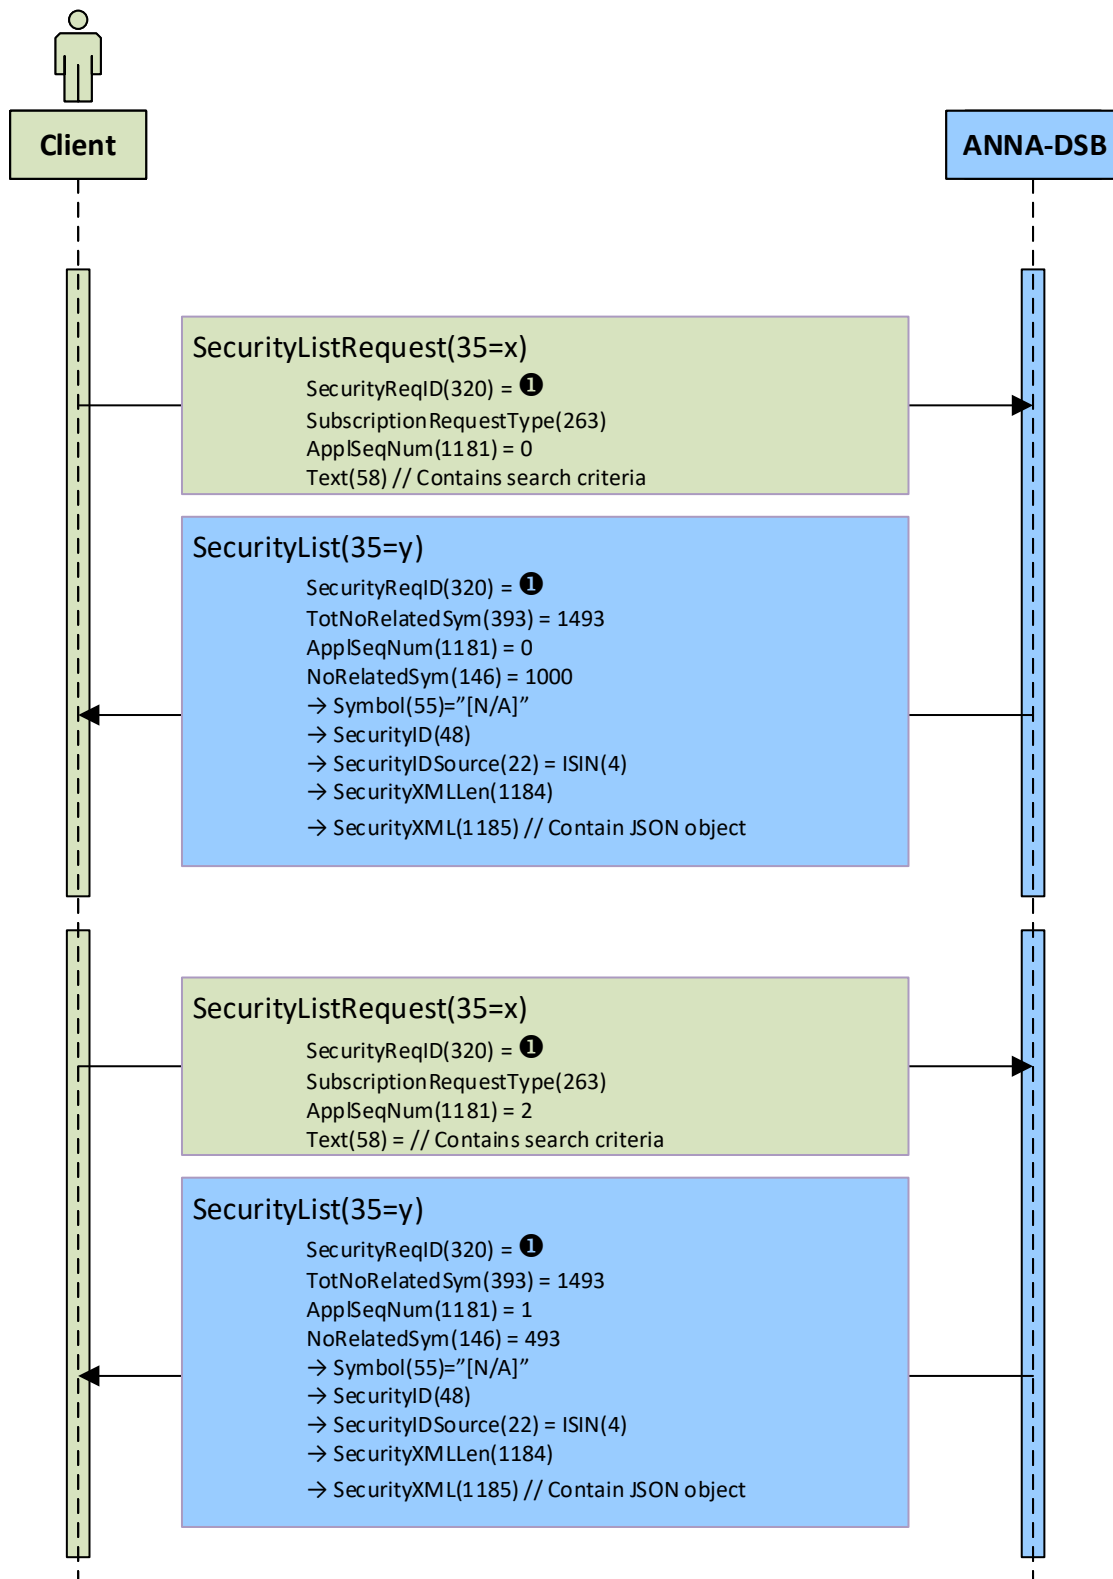 Client
ANNA-DSB
SecurityListRequest(35=x)
SecurityReqID(320) = ❶
SubscriptionRequestType(263)
ApplSeqNum(1181) = 0
Text(58) // Contains search criteria
SecurityList(35=y)
SecurityReqID(320) = ❶
TotNoRelatedSym(393) = 1493
ApplSeqNum(1181) = 0
NoRelatedSym(146) = 1000
→ Symbol(55)=”[N/A]”
→ SecurityID(48)
→ SecurityIDSource(22) = ISIN(4)
→ SecurityXMLLen(1184)
→ SecurityXML(1185) // Contain JSON object
SecurityListRequest(35=x)
SecurityReqID(320) = ❶
SubscriptionRequestType(263)
ApplSeqNum(1181) = 2
Text(58) = // Contains search criteria
SecurityList(35=y)
SecurityReqID(320) = ❶
TotNoRelatedSym(393) = 1493
ApplSeqNum(1181) = 1
NoRelatedSym(146) = 493
→ Symbol(55)=”[N/A]”
→ SecurityID(48)
→ SecurityIDSource(22) = ISIN(4)
→ SecurityXMLLen(1184)
→ SecurityXML(1185) // Contain JSON object